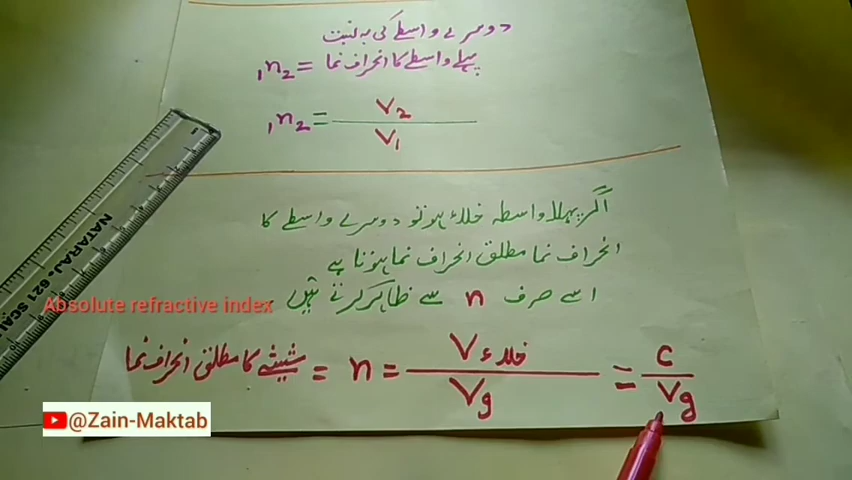 دوسرے واسطے کی بہ نسبت
پہلے واسطے کا انحراف نما = ₁n₂
₁n₂ = V₂ / V₁
اگر پہلا واسطہ خلاء ہو تو دوسرے واسطے کا
انحراف نما مطلق انحراف نما ہوتا ہے
اسے صرف n سے ظاہر کرتے ہیں
Absolute refractive index
شیشے کا مطلق انحراف نما = n = V خلاء / Vg = c / Vg
@Zain-Maktab
NATARAJ 621 SCALE